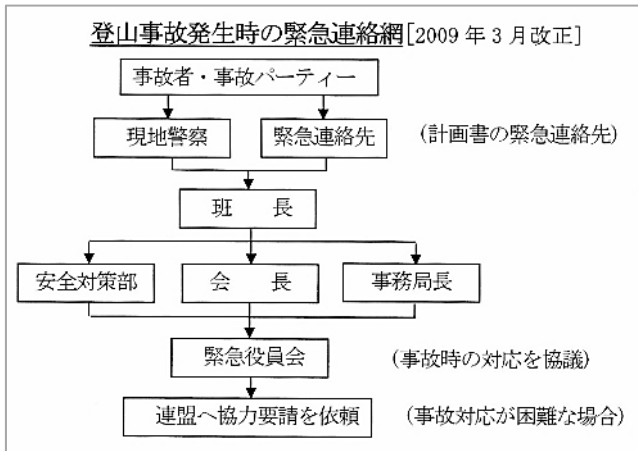 登山事故発生時の緊急連絡網[2009年3月改正]
事故者・事故パーティー
現地警察 緊急連絡先 (計画書の緊急連絡先)
班 長
安全対策部 会 長 事務局長
緊急役員会 (事故時の対応を協議)
連盟へ協力要請を依頼 (事故対応が困難な場合)